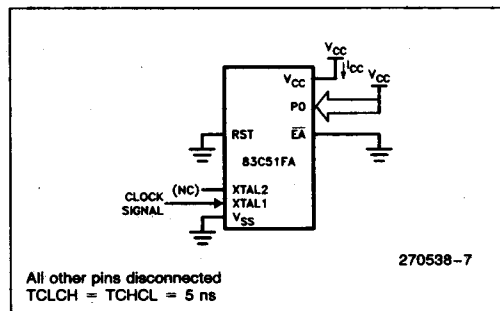 VCC
ICC
VCC
VCC
P0
RST
EA
83C51FA
(NC)
XTAL2
CLOCK
SIGNAL
XTAL1
VSS
270538-7
All other pins disconnected
TCLCH = TCHCL = 5 ns